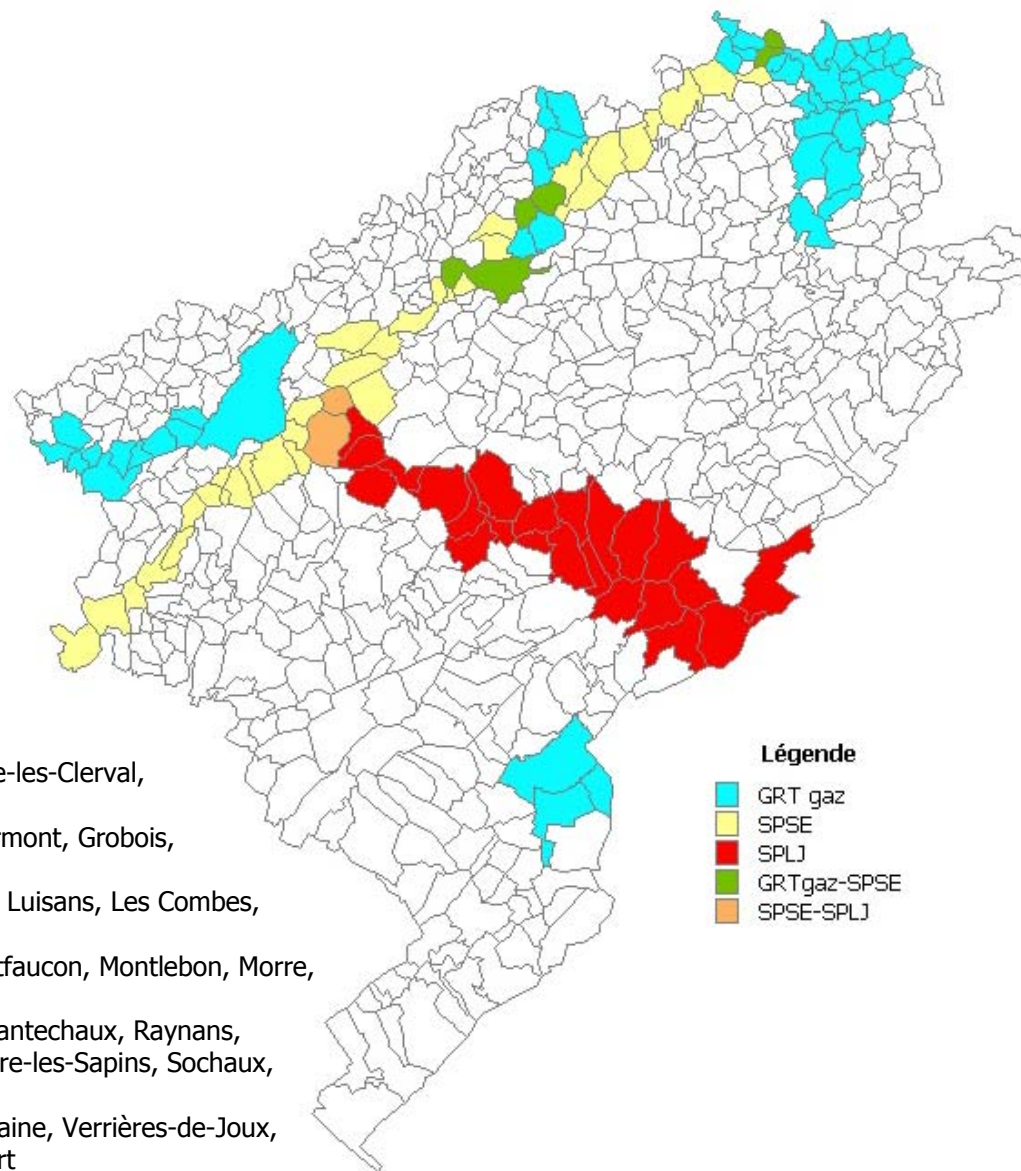 e-les-Clerval,
rmont, Grobois,
Luisans, Les Combes,
tfaucon, Montlebon, Morre,
antechaux, Raynans,
re-les-Sapins, Sochaux,
aine, Verrières-de-Joux,
rt
Légende
GRT gaz
SPSE
SPLJ
GRTgaz-SPSE
SPSE-SPLJ